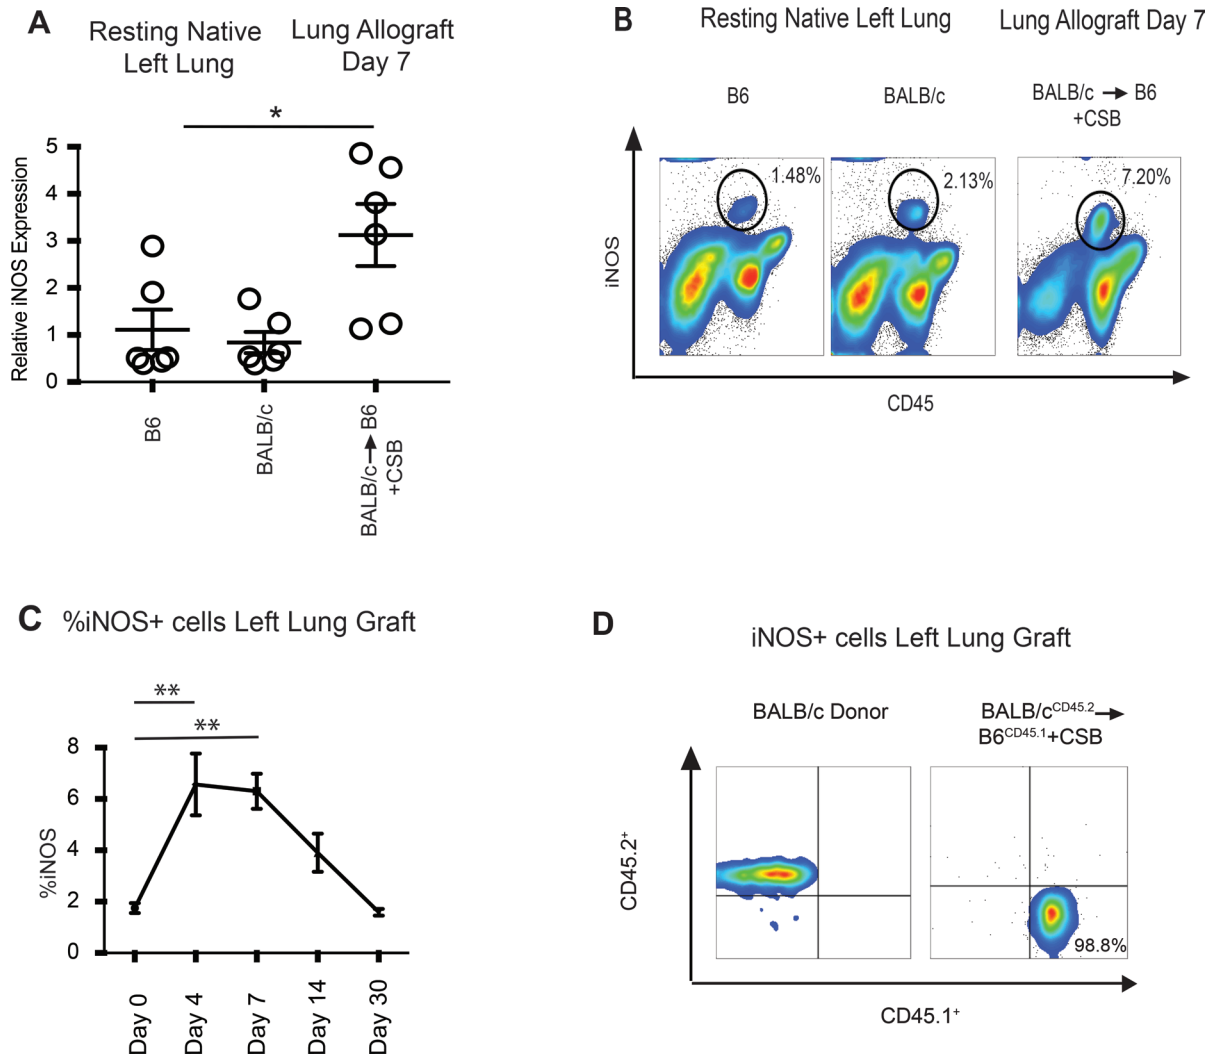 A
Resting Native
Left Lung
Lung Allograft
Day 7
*
Relative iNOS Expression
5
4
3
2
1
0
B6
BALB/c
BALB/c→B6
+CSB
B
Resting Native Left Lung
Lung Allograft Day 7
B6
BALB/c
BALB/c → B6
+CSB
1.48%
2.13%
7.20%
iNOS
CD45
C
%iNOS+ cells Left Lung Graft
**
**
%iNOS
8
6
4
2
0
Day 0
Day 4
Day 7
Day 14
Day 30
D
iNOS+ cells Left Lung Graft
BALB/c Donor
BALB/cCD45.2→
B6CD45.1+CSB
CD45.2+
98.8%
CD45.1+